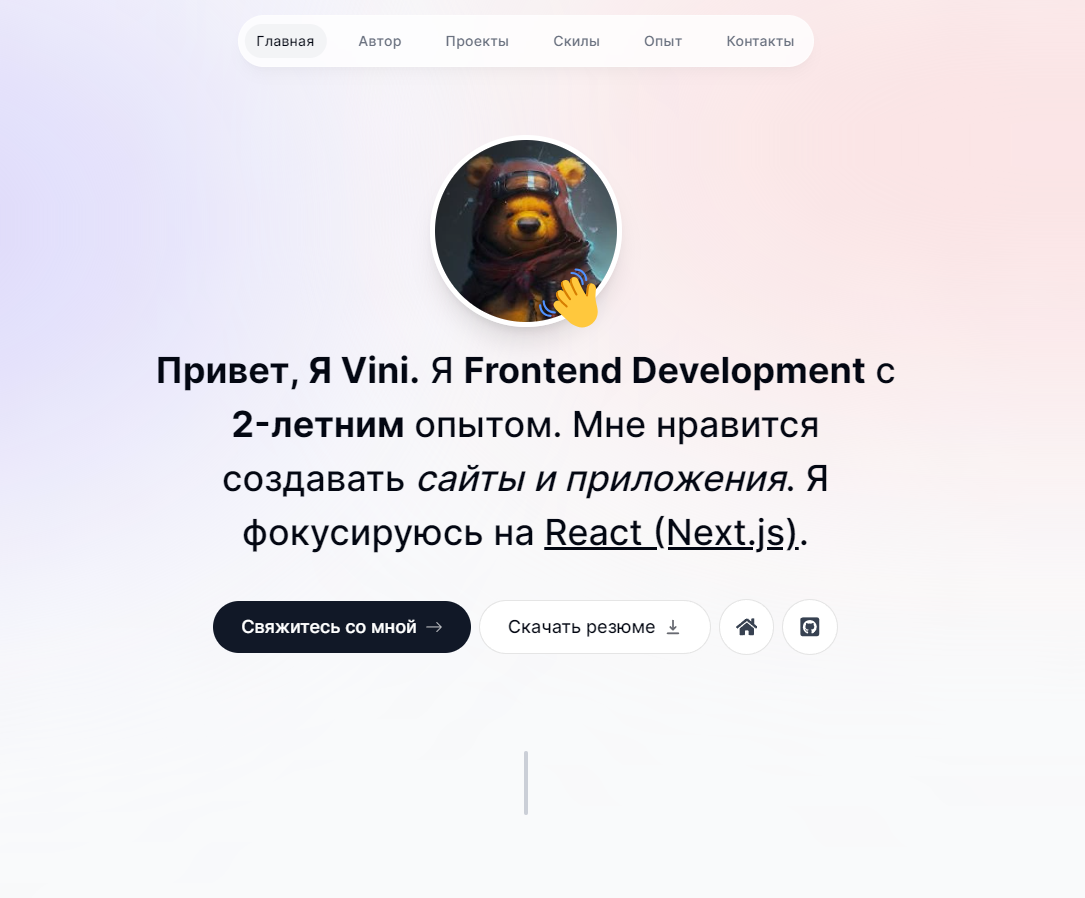 Главная Автор Проекты Скилы Опыт Контакты
Привет, Я Vini. Я Frontend Development с
2-летним опытом. Мне нравится
создавать сайты и приложения. Я
фокусируюсь на React (Next.js).
Свяжитесь со мной Скачать резюме